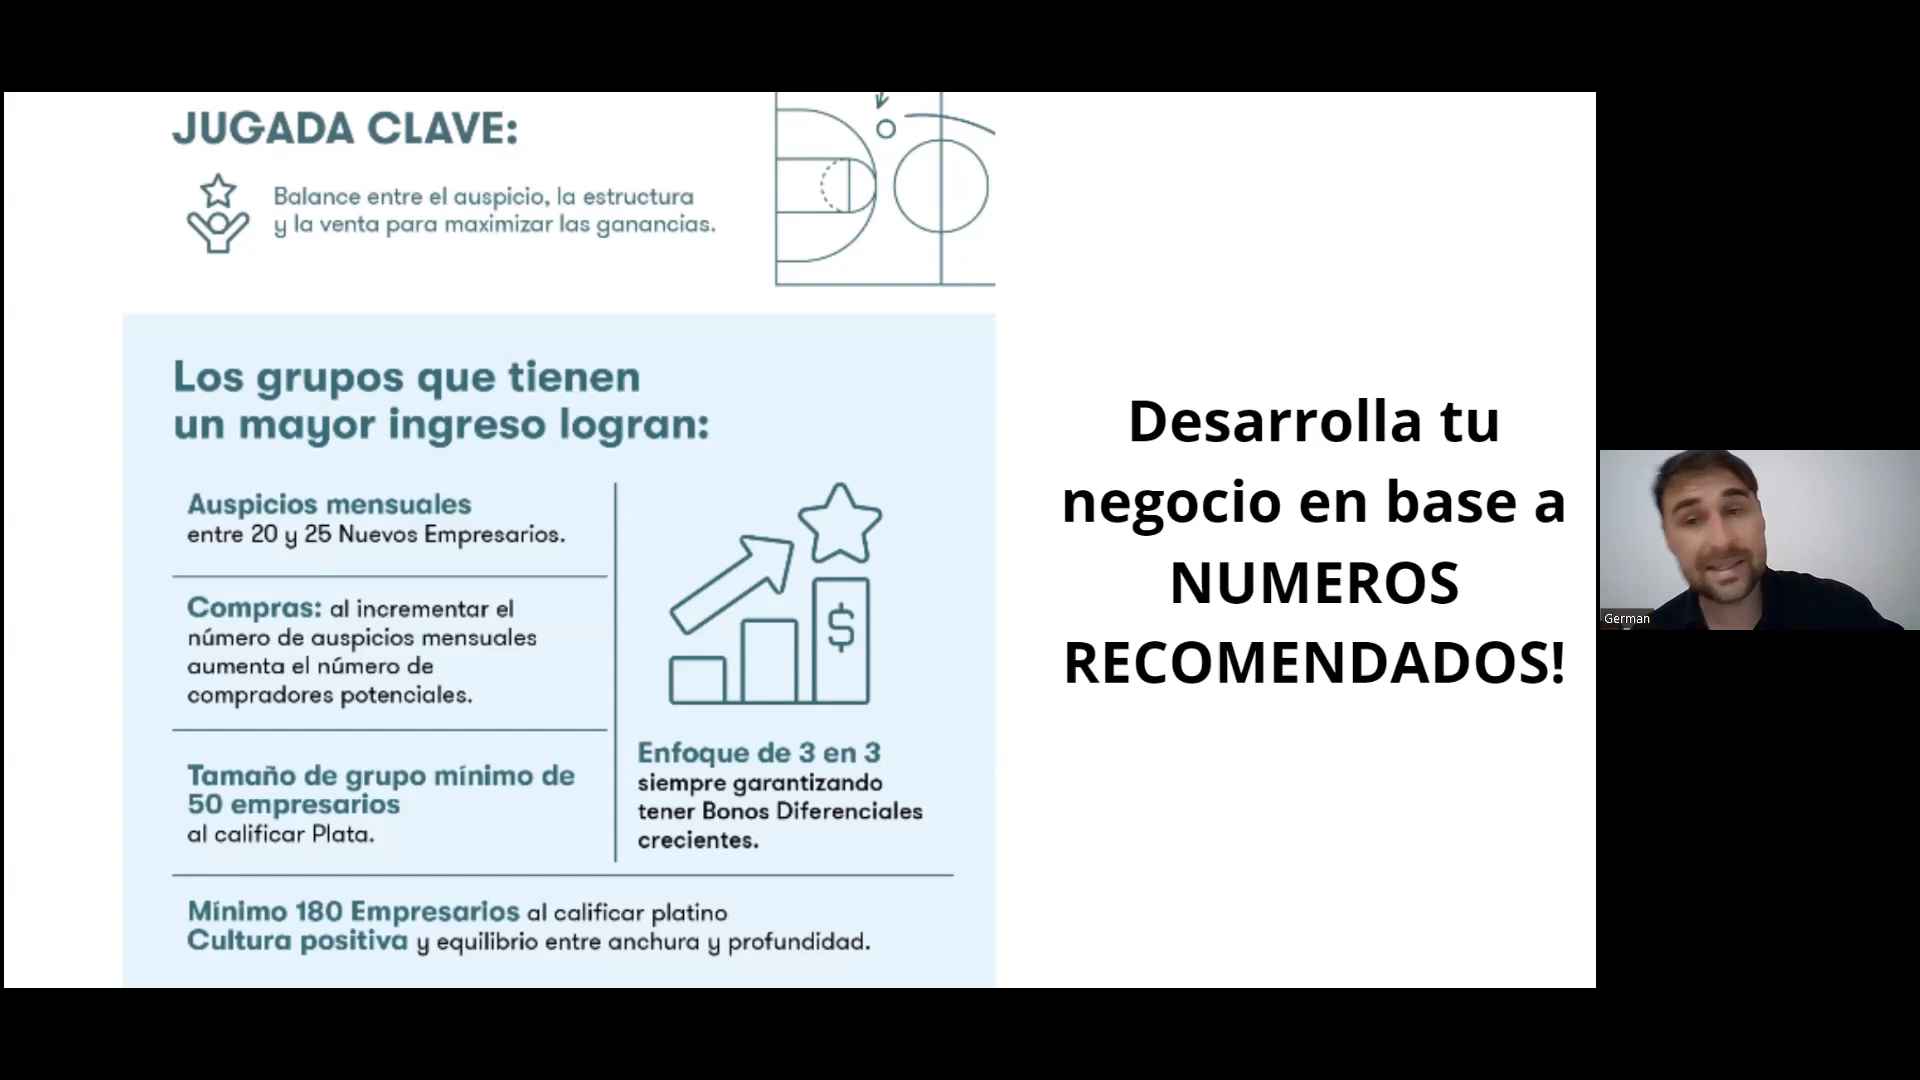 JUGADA CLAVE:
Balance entre el auspicio, la estructura
y la venta para maximizar las ganancias.
Los grupos que tienen
un mayor ingreso logran:
Auspicios mensuales
entre 20 y 25 Nuevos Empresarios.
Compras: al incrementar el
número de auspicios mensuales
aumenta el número de
compradores potenciales.
Tamaño de grupo mínimo de
50 empresarios
al calificar Plata.
$
Enfoque de 3 en 3
siempre garantizando
tener Bonos Diferenciales
crecientes.
Mínimo 180 Empresarios al calificar platino
Cultura positiva y equilibrio entre anchura y profundidad.
Desarrolla tu
negocio en base a
NUMEROS
RECOMENDADOS!
German